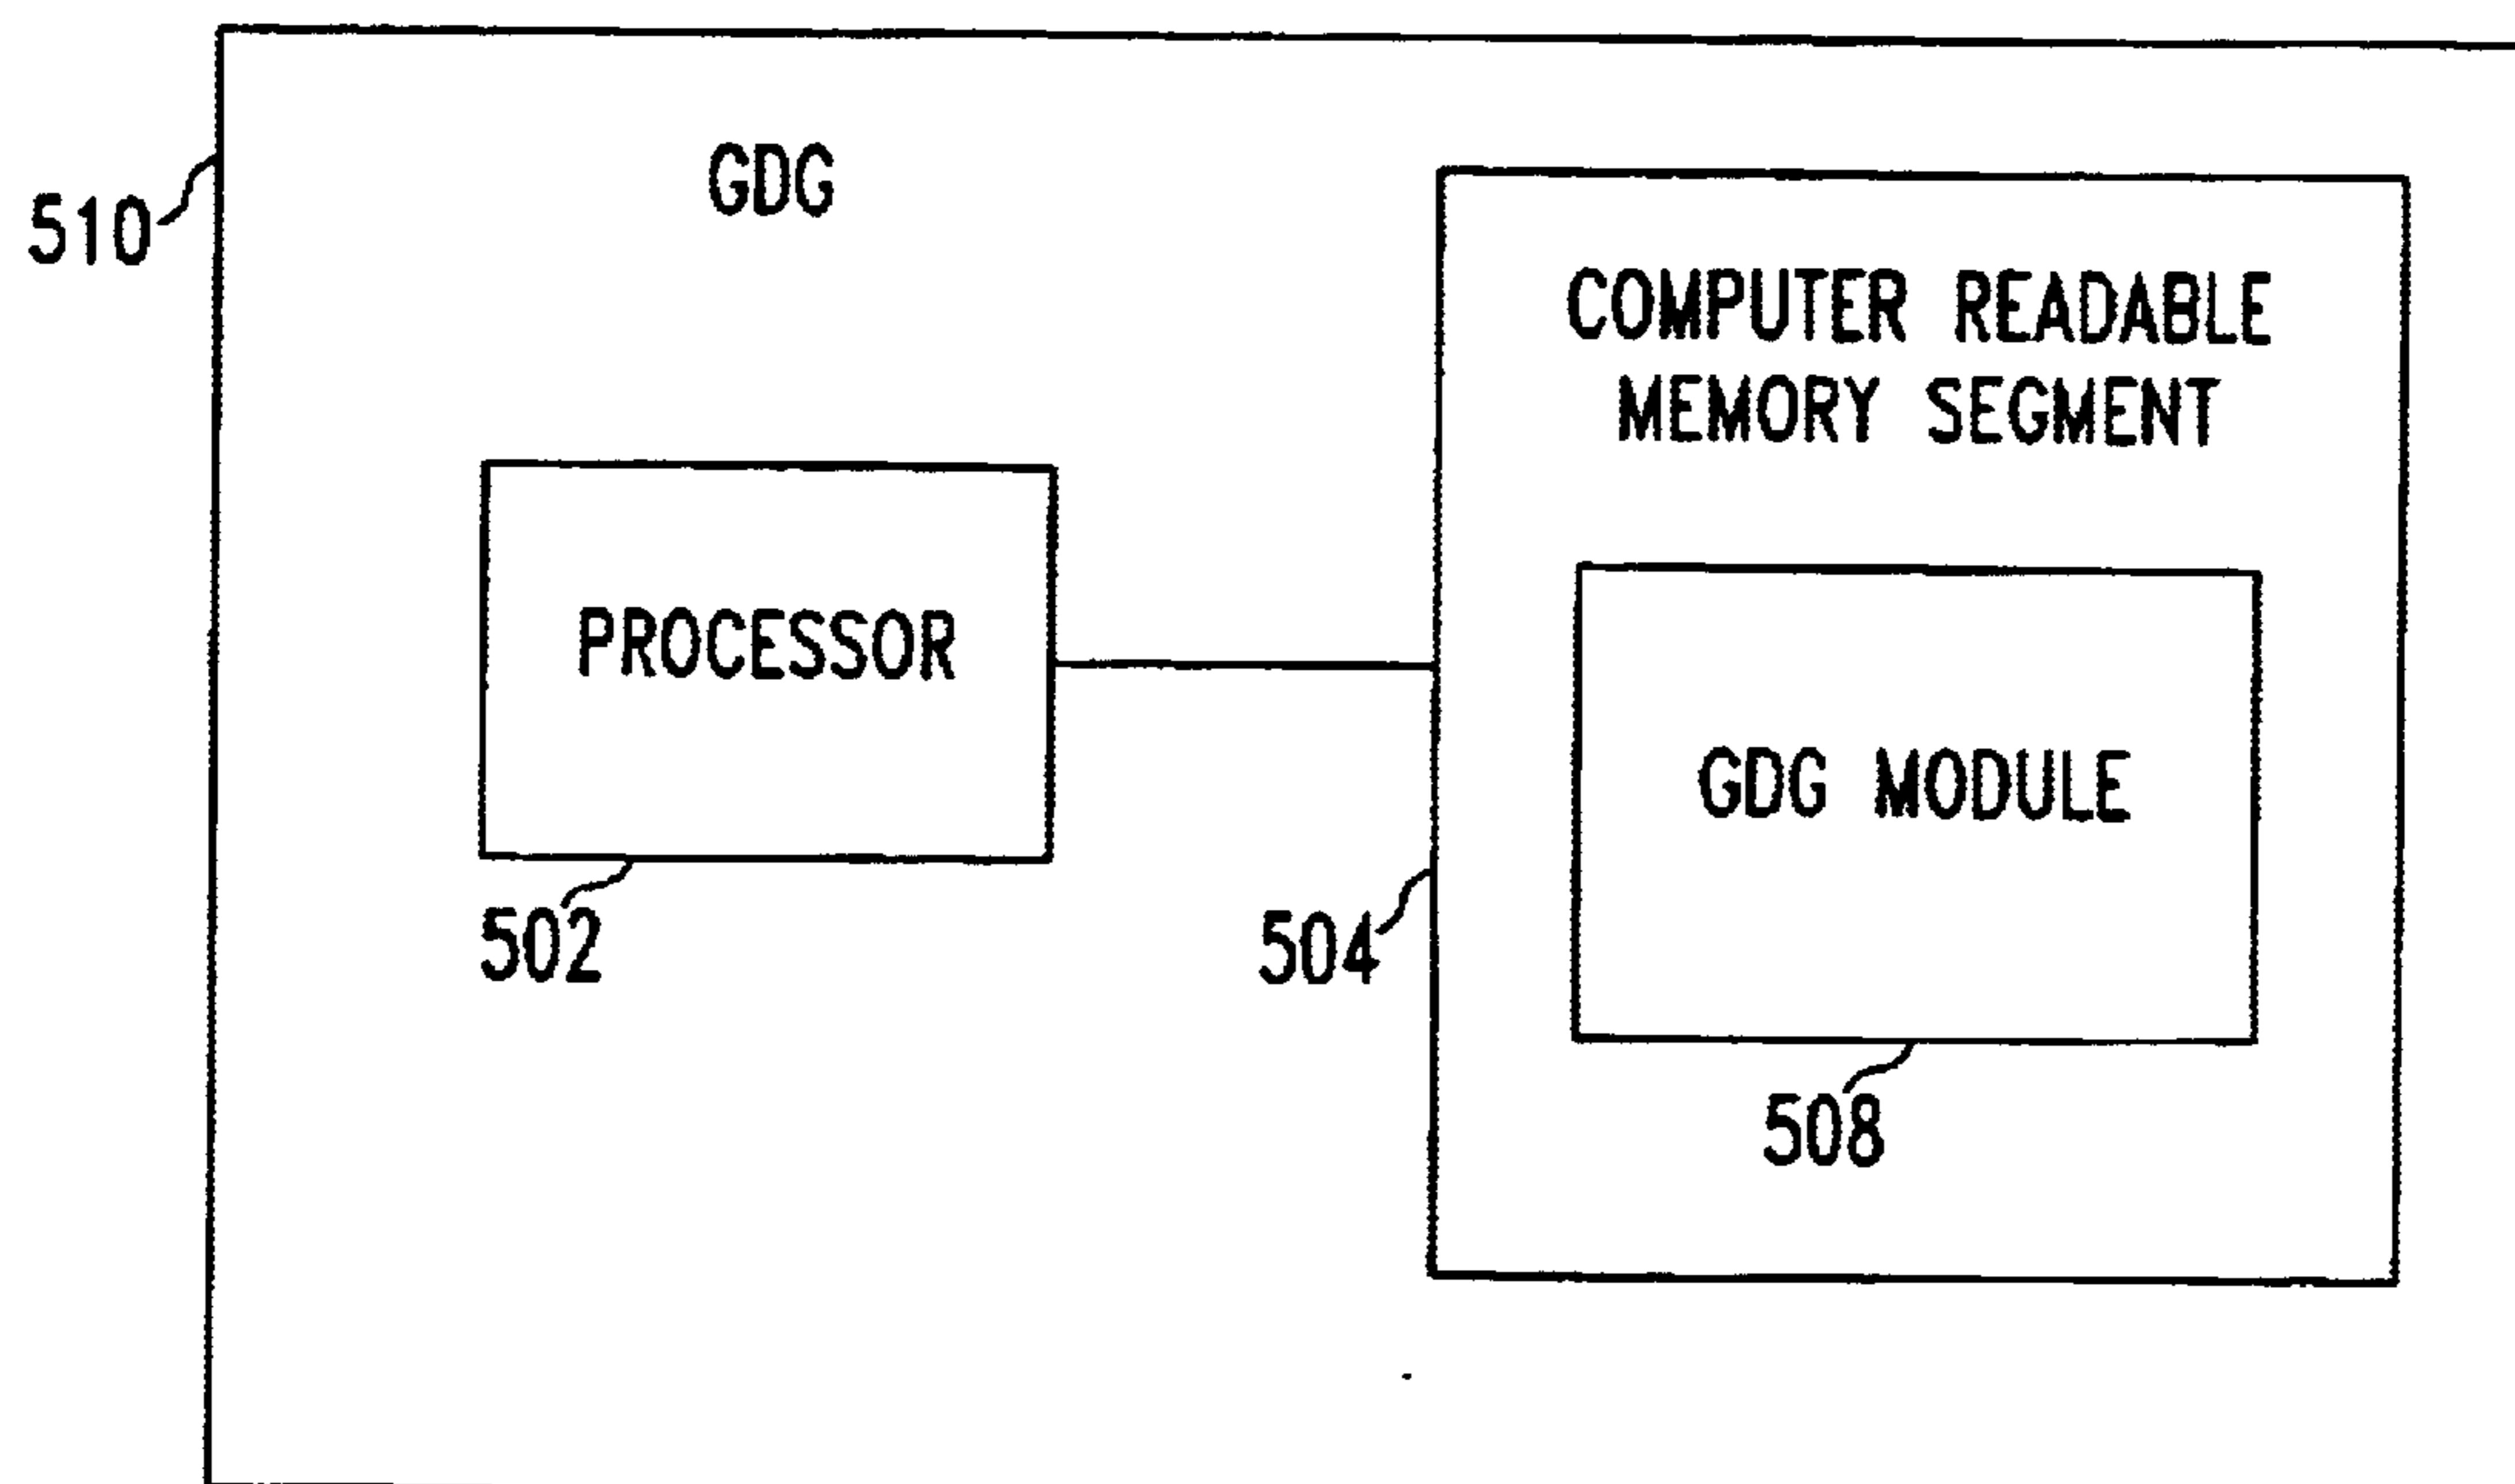 GDG
510
COMPUTER READABLE
MEMORY SEGMENT
PROCESSOR
GDG MODULE
502
504
508